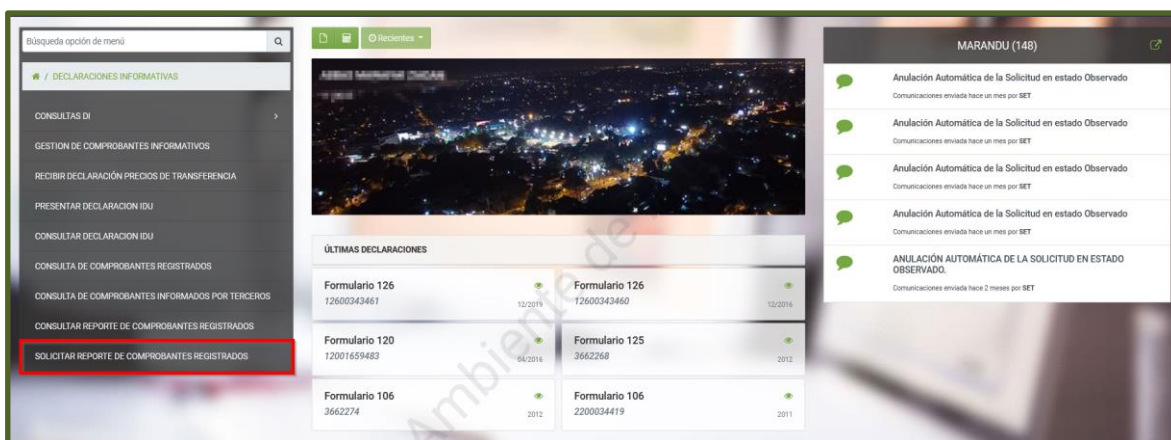 Búsqueda opción de menú
/ DECLARACIONES INFORMATIVAS
CONSULTAS DI
GESTION DE COMPROBANTES INFORMATIVOS
RECIBIR DECLARACIÓN PRECIOS DE TRANSFERENCIA
PRESENTAR DECLARACION IDU
CONSULTAR DECLARACION IDU
CONSULTA DE COMPROBANTES REGISTRADOS
CONSULTA DE COMPROBANTES INFORMADOS POR TERCEROS
CONSULTAR REPORTE DE COMPROBANTES REGISTRADOS
SOLICITAR REPORTE DE COMPROBANTES REGISTRADOS
Recientes
ÚLTIMAS DECLARACIONES
Formulario 126
12600343461
12/2019
Formulario 126
12600343460
12/2016
Formulario 120
12001659483
04/2016
Formulario 125
3662268
2012
Formulario 106
3662274
2012
Formulario 106
2200034419
2011
Ambiente de
MARANDU (148)
Anulación Automática de la Solicitud en estado Observado
Comunicaciones enviada hace un mes por SET
Anulación Automática de la Solicitud en estado Observado
Comunicaciones enviada hace un mes por SET
Anulación Automática de la Solicitud en estado Observado
Comunicaciones enviada hace un mes por SET
Anulación Automática de la Solicitud en estado Observado
Comunicaciones enviada hace un mes por SET
ANULACIÓN AUTOMÁTICA DE LA SOLICITUD EN ESTADO
OBSERVADO.
Comunicaciones enviada hace 2 meses por SET